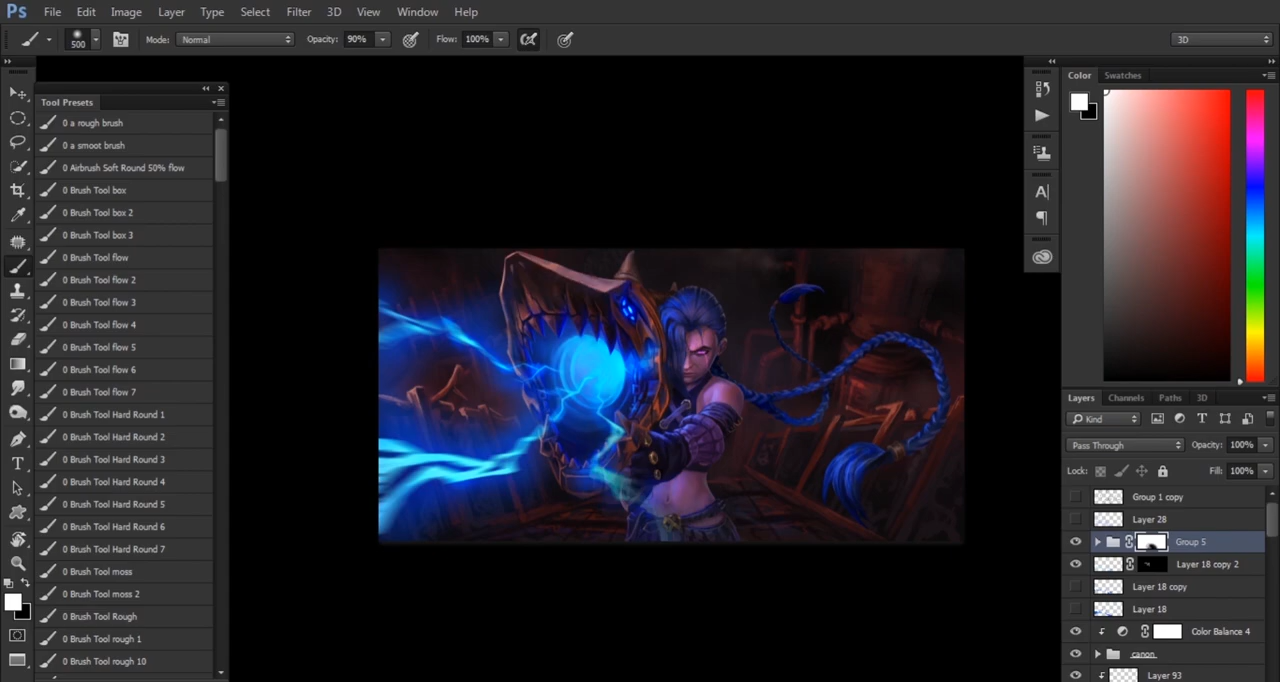 Ps File Edit Image Layer Type Select Filter 3D View Window Help
500 Mode: Normal Opacity: 90% Flow: 100% 3D
Tool Presets
0 a rough brush
0 a smoot brush
0 Airbrush Soft Round 50% flow
0 Brush Tool box
0 Brush Tool box 2
0 Brush Tool box 3
0 Brush Tool flow
0 Brush Tool flow 2
0 Brush Tool flow 3
0 Brush Tool flow 4
0 Brush Tool flow 5
0 Brush Tool flow 6
0 Brush Tool flow 7
0 Brush Tool Hard Round 1
0 Brush Tool Hard Round 2
0 Brush Tool Hard Round 3
0 Brush Tool Hard Round 4
0 Brush Tool Hard Round 5
0 Brush Tool Hard Round 6
0 Brush Tool Hard Round 7
0 Brush Tool moss
0 Brush Tool moss 2
0 Brush Tool Rough
0 Brush Tool rough 1
0 Brush Tool rough 10
Color Swatches
Layers Channels Paths 3D
Kind
Pass Through Opacity: 100%
Lock: Fill: 100%
Group 1 copy
Layer 28
Group 5
Layer 18 copy 2
Layer 18 copy
Layer 18
Color Balance 4
canon
Layer 93